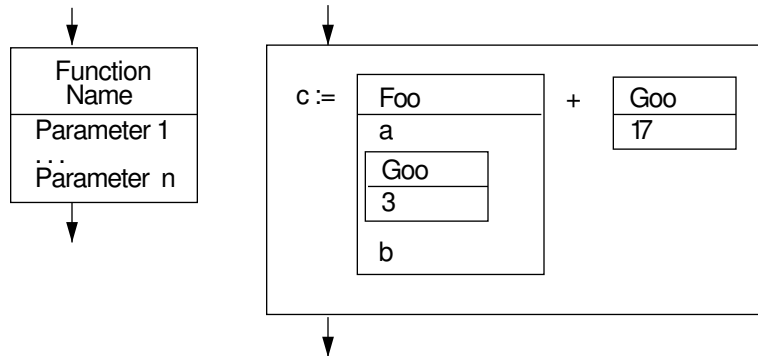 Function
Name
Parameter 1
...
Parameter n
c := Foo + Goo
a 17
Goo
3
b